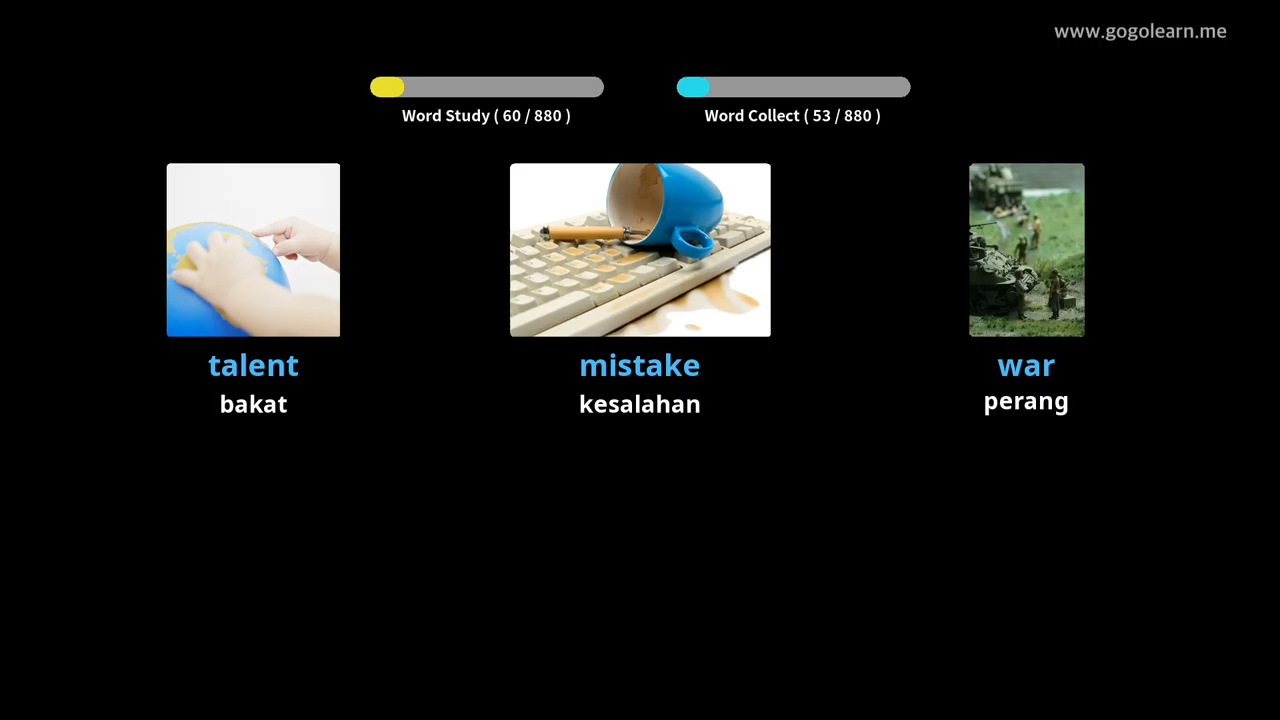 www.gogolearn.me
Word Study ( 60 / 880 )
Word Collect ( 53 / 880 )
talent
mistake
war
bakat
kesalahan
perang